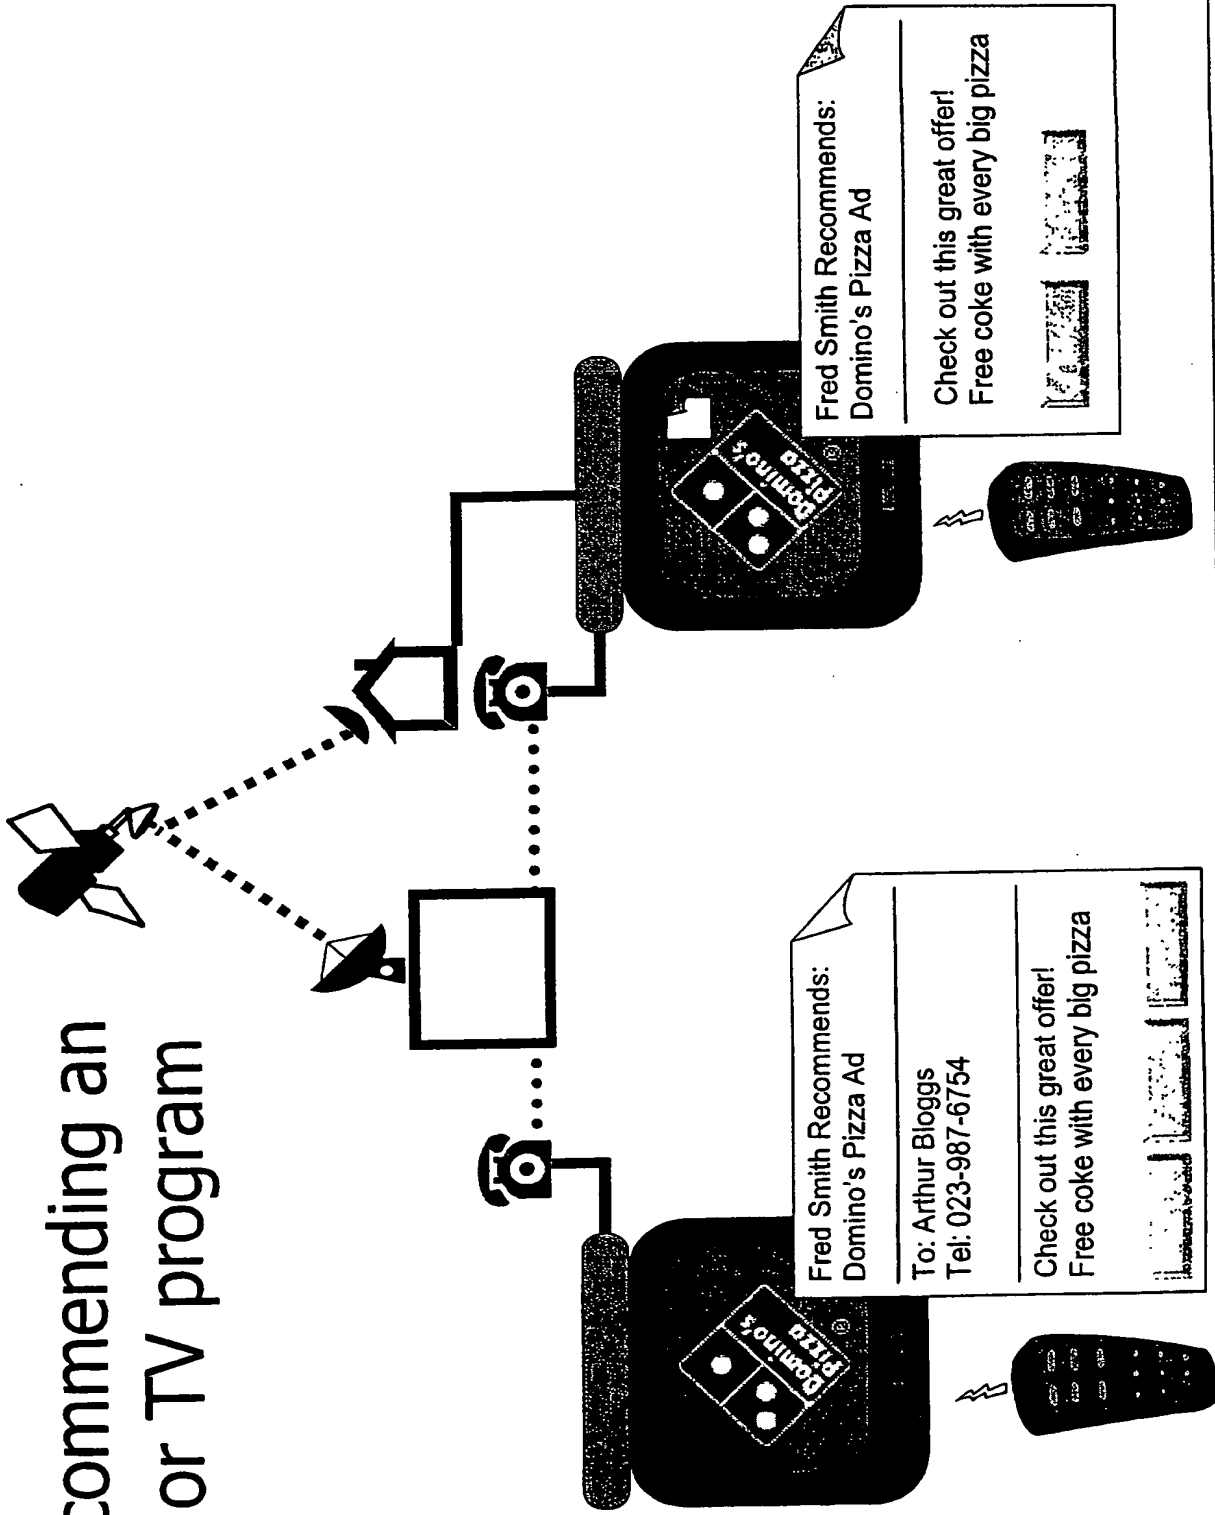 commending an
or TV program
Domino's
Pizza
®
Fred Smith Recommends:
Domino's Pizza Ad
To: Arthur Bloggs
Tel: 023-987-6754
Check out this great offer!
Free coke with every big pizza
Domino's
Pizza
®
Fred Smith Recommends:
Domino's Pizza Ad
Check out this great offer!
Free coke with every big pizza